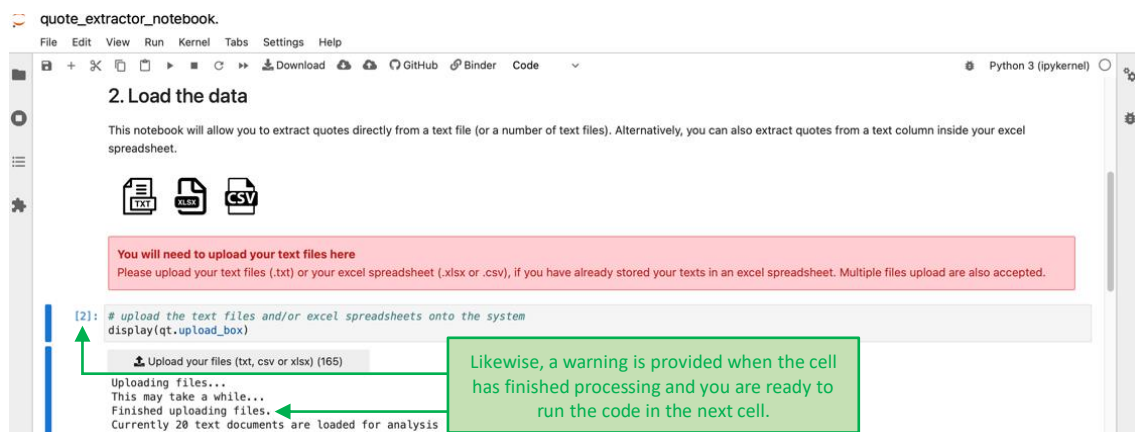 quote_extractor_notebook.
File Edit View Run Kernel Tabs Settings Help
Download GitHub Binder Code Python 3 (ipykernel)
2. Load the data
This notebook will allow you to extract quotes directly from a text file (or a number of text files). Alternatively, you can also extract quotes from a text column inside your excel
spreadsheet.
TXT XLSX CSV
You will need to upload your text files here
Please upload your text files (.txt) or your excel spreadsheet (.xlsx or .csv), if you have already stored your texts in an excel spreadsheet. Multiple files upload are also accepted.
[2]: # upload the text files and/or excel spreadsheets onto the system
display(qt.upload_box)
Upload your files (txt, csv or xlsx) (165)
Uploading files...
This may take a while...
Finished uploading files.
Currently 20 text documents are loaded for analysis
Likewise, a warning is provided when the cell
has finished processing and you are ready to
run the code in the next cell.